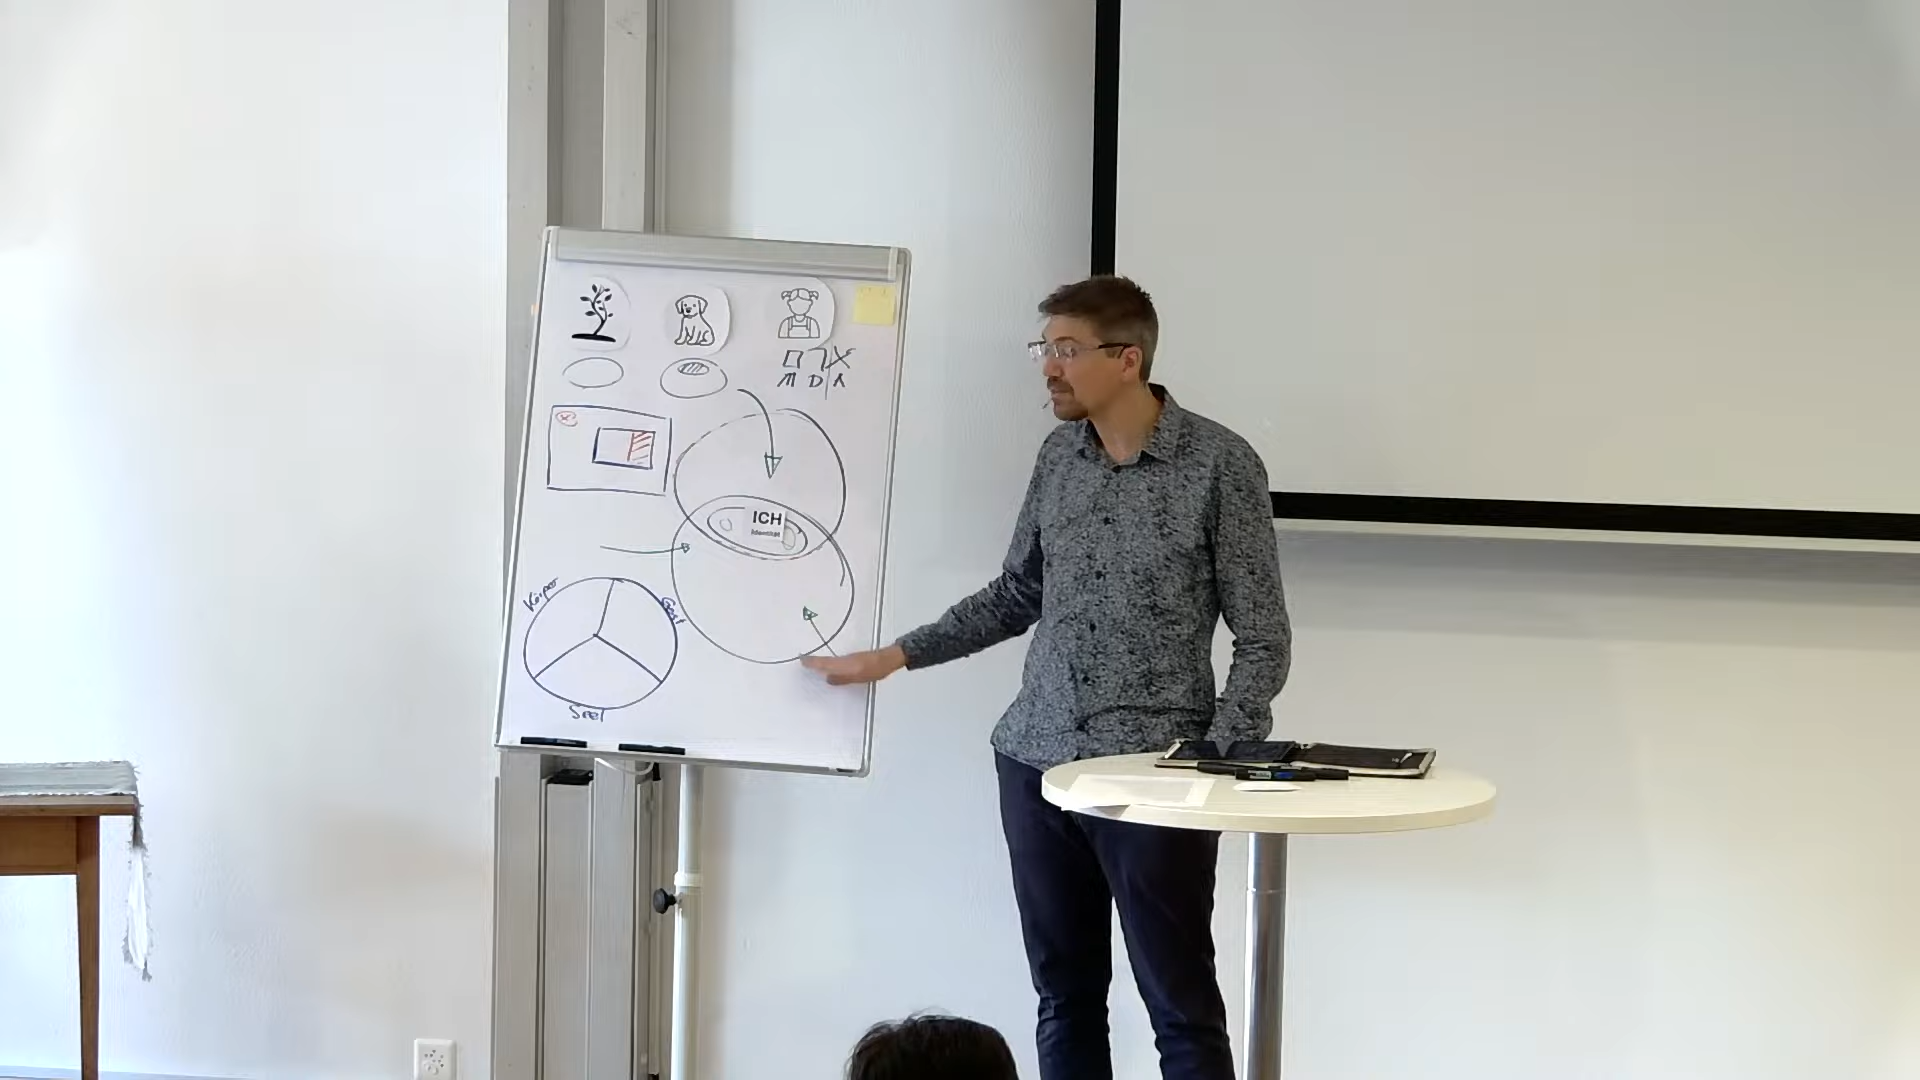 M D A
ICH
Identität
Körper
Geist
Seel